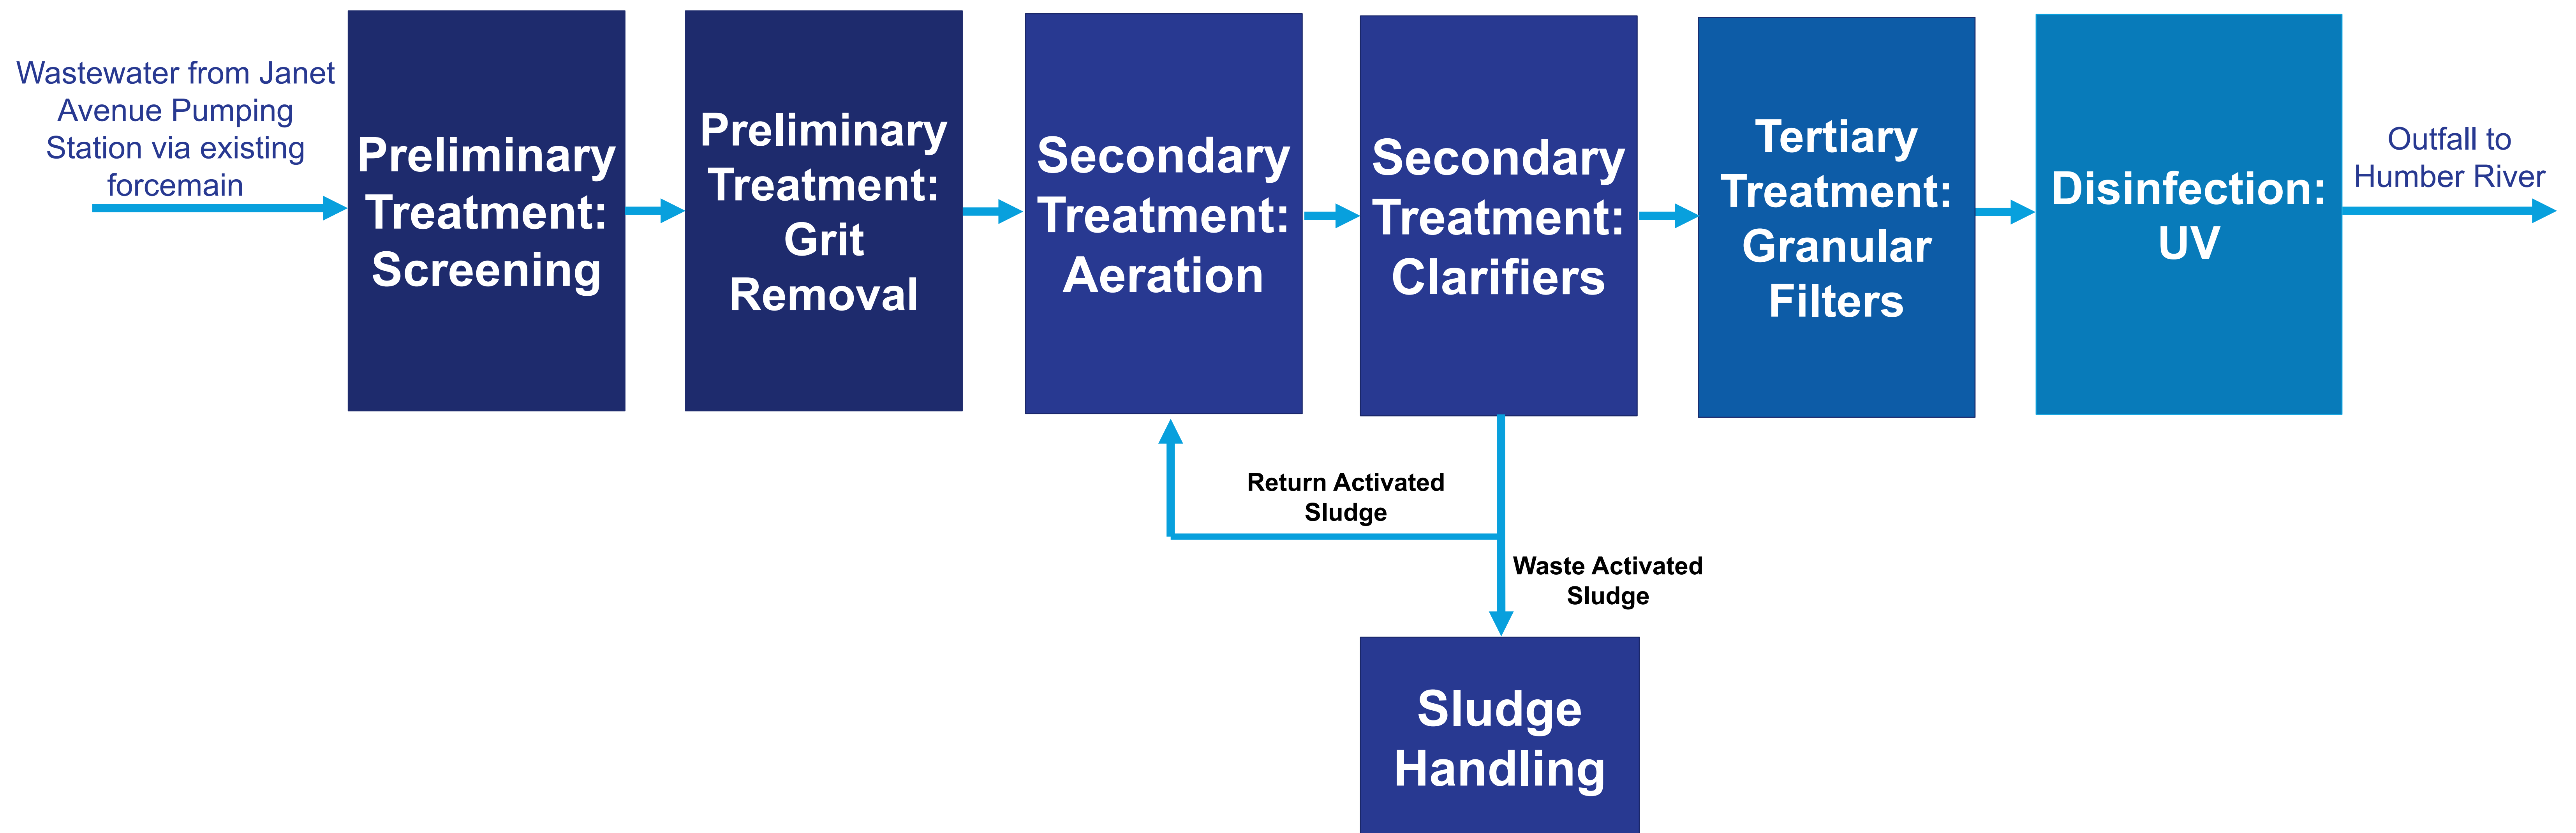 Wastewater from Janet
Avenue Pumping
Station via existing
forcemain
Preliminary
Treatment:
Screening
Preliminary
Treatment:
Grit
Removal
Secondary
Treatment:
Aeration
Secondary
Treatment:
Clarifiers
Tertiary
Treatment:
Granular
Filters
Disinfection:
UV
Outfall to
Humber River
Return Activated
Sludge
Waste Activated
Sludge
Sludge
Handling